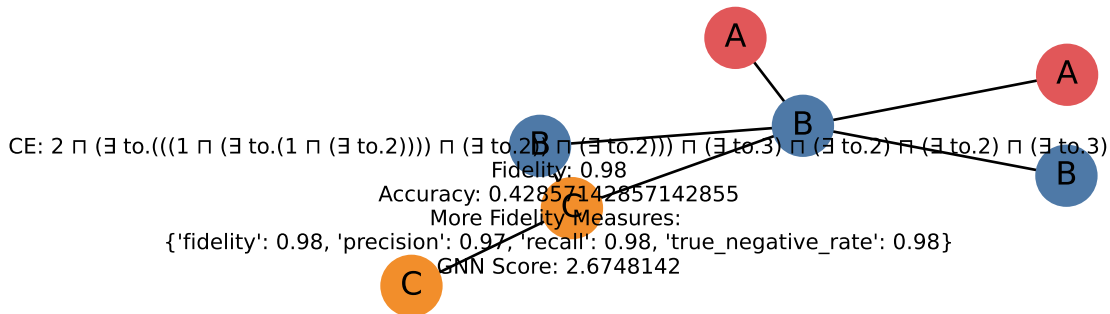 A
A
B
B
CE: 2 ⊓ (∃ to.(((1 ⊓ (∃ to.(1 ⊓ (∃ to.2)))) ⊓ (∃ to.2)) ⊓ (∃ to.2))) ⊓ (∃ to.3) ⊓ (∃ to.2) ⊓ (∃ to.2) ⊓ (∃ to.3)
Fidelity: 0.98
B
Accuracy: 0.42857142857142855
C
More Fidelity Measures:
{'fidelity': 0.98, 'precision': 0.97, 'recall': 0.98, 'true_negative_rate': 0.98}
GNN Score: 2.6748142
C